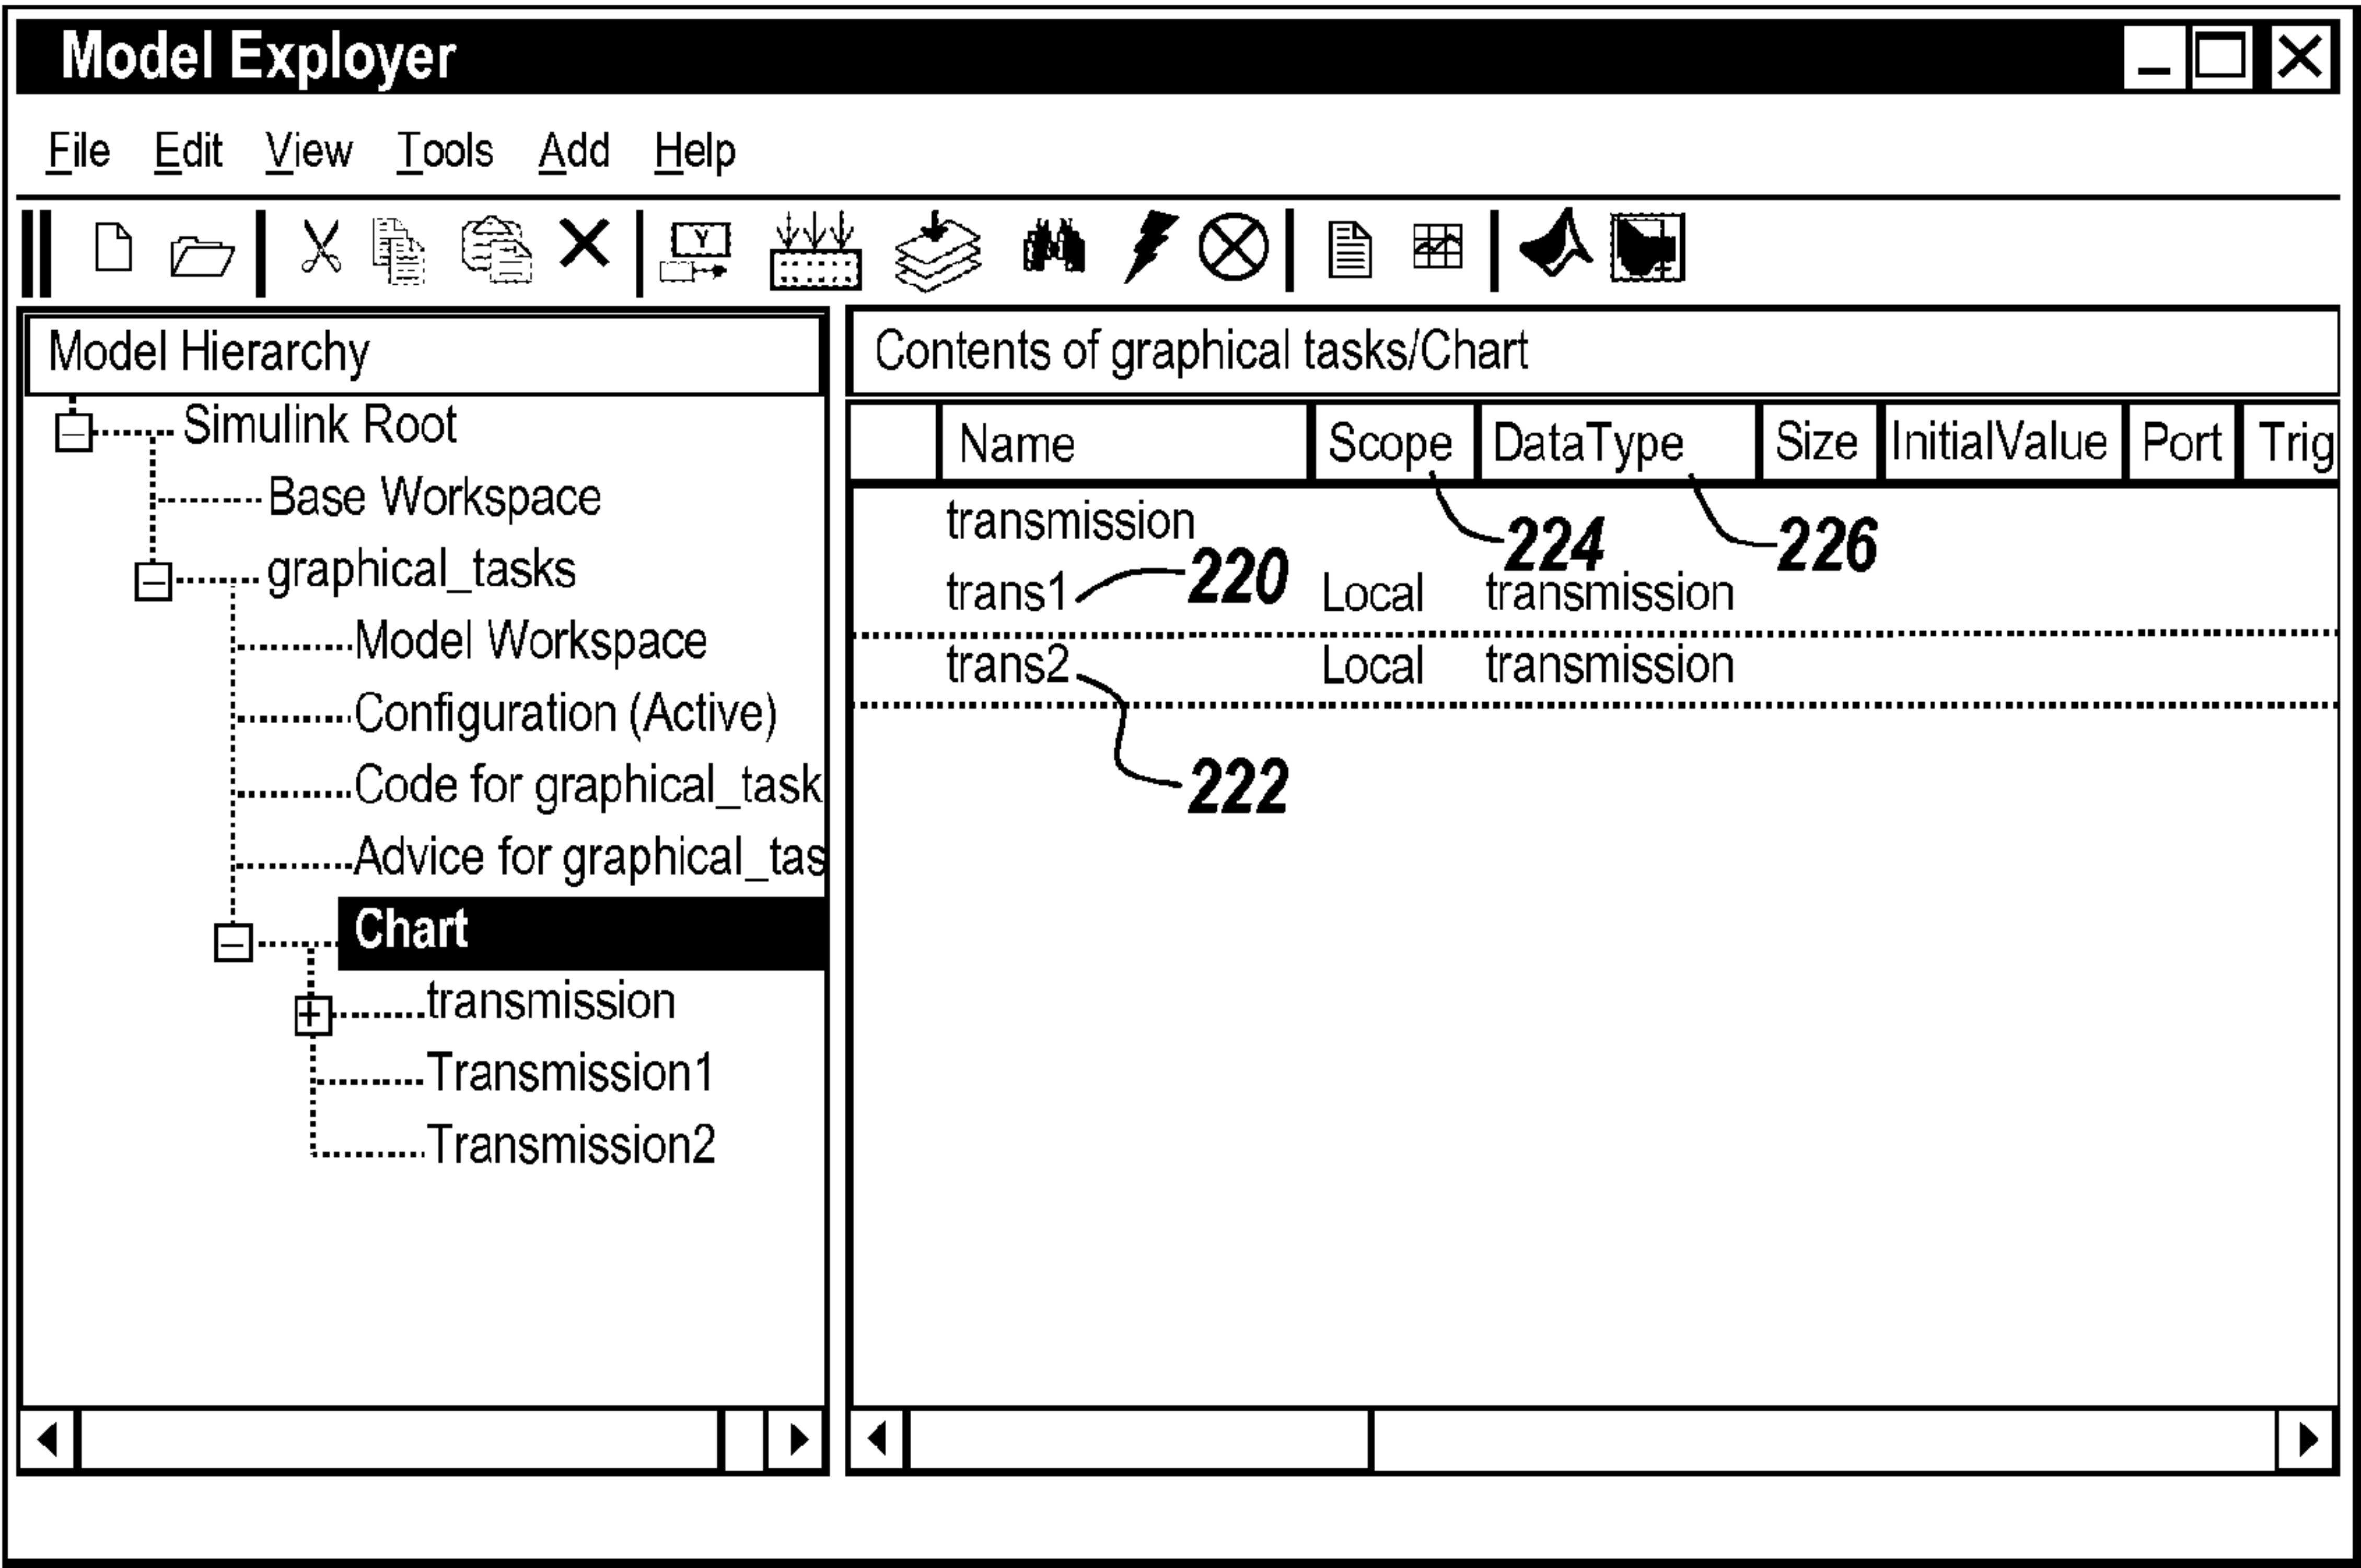 Model Exployer
File Edit View Tools Add Help
Y
Model Hierarchy
Simulink Root
Base Workspace
graphical_tasks
Model Workspace
Configuration (Active)
Code for graphical_task
Advice for graphical_tas
Chart
transmission
Transmission1
Transmission2
Contents of graphical tasks/Chart
Name Scope DataType Size InitialValue Port Trig
transmission
224 226
220
trans1 Local transmission
trans2 Local transmission
222